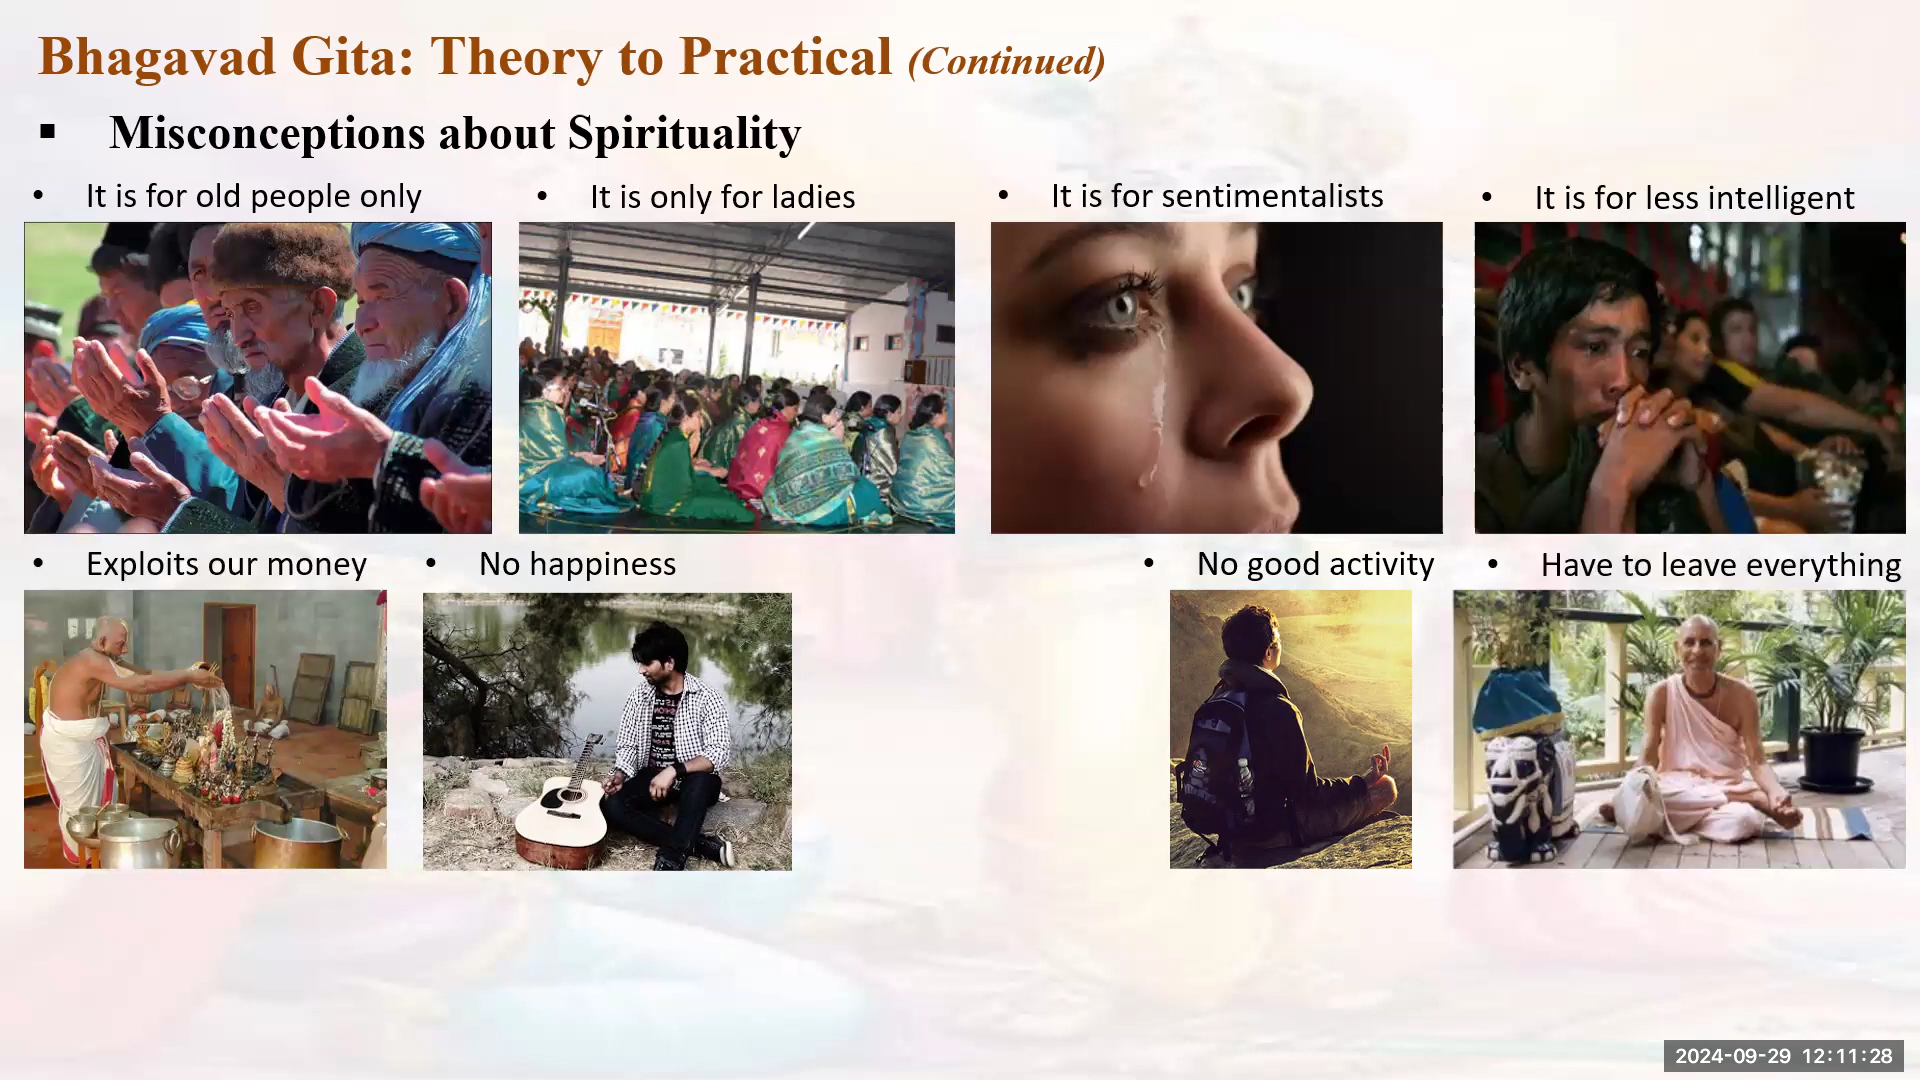 Bhagavad Gita: Theory to Practical (Continued)
▪ Misconceptions about Spirituality
• It is for old people only
• It is only for ladies
• It is for sentimentalists
• It is for less intelligent
• Exploits our money
• No happiness
• No good activity
• Have to leave everything
2024-09-29 12:11:28